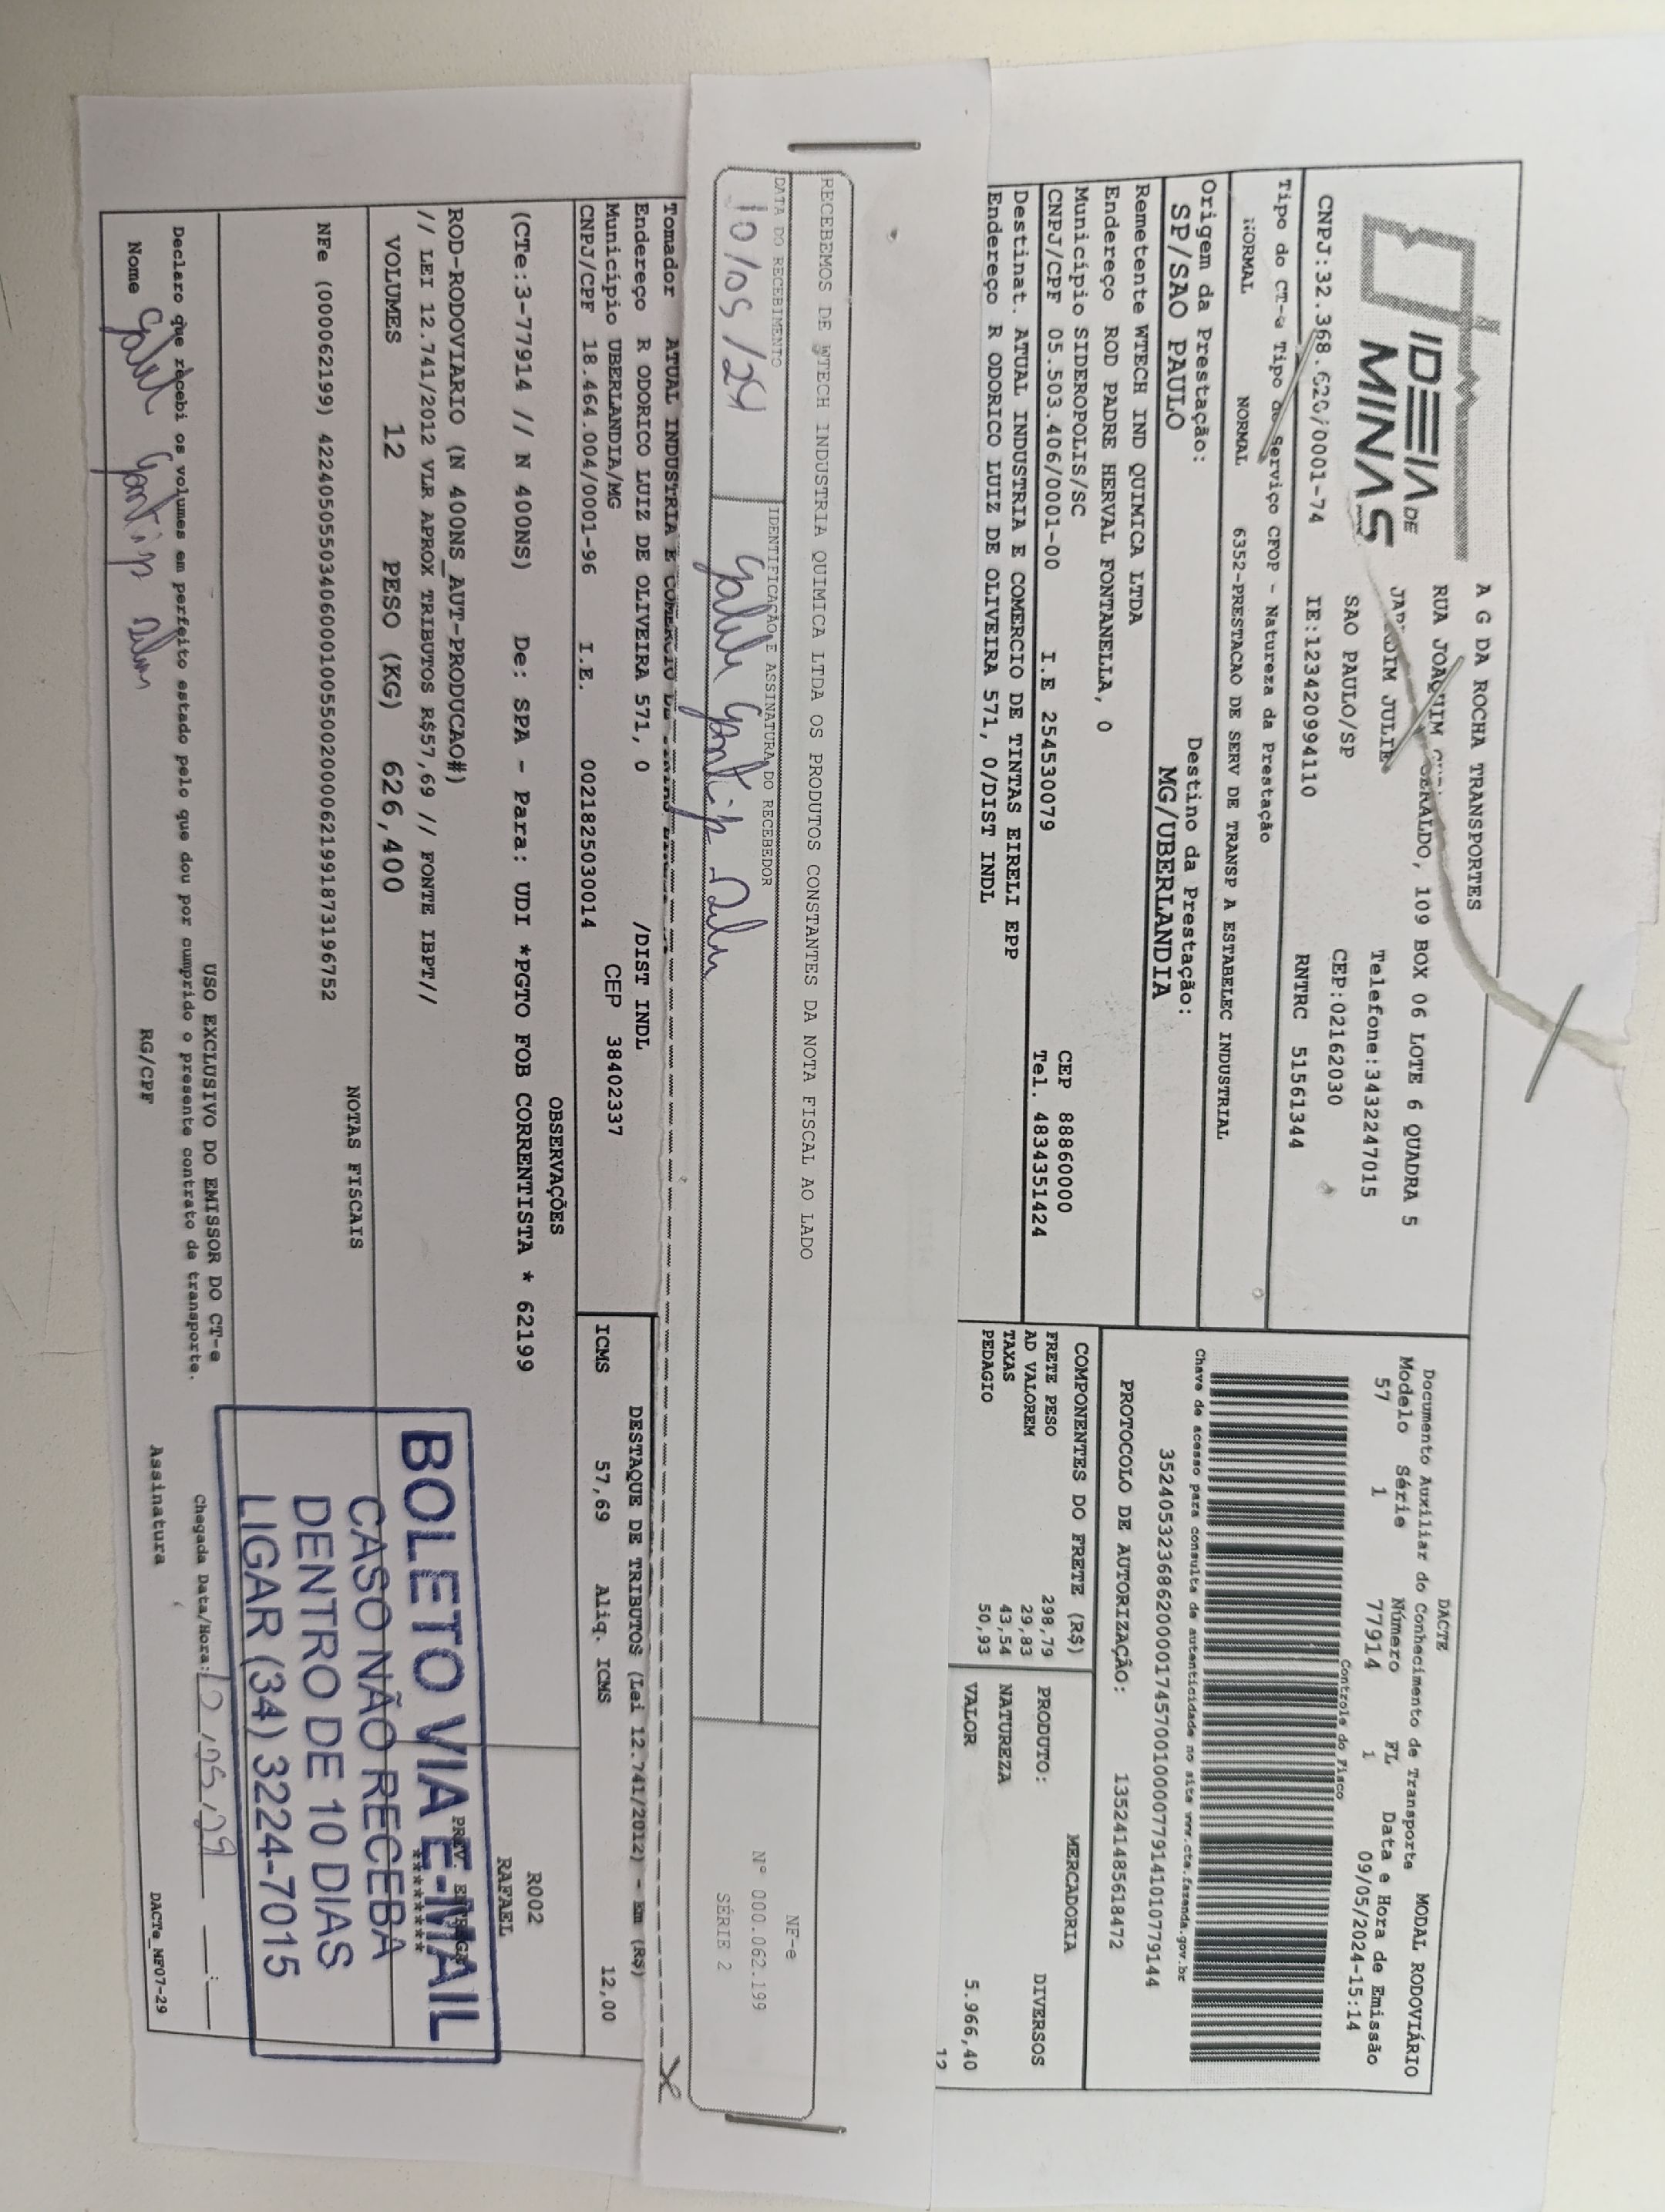 IDEIA DE
MINAS
A G DA ROCHA TRANSPORTES
RUA JOAQUIM GERALDO, 109 BOX 06 LOTE 6 QUADRA 5
JARDIM JULIE
Telefone:3432247015
SAO PAULO/SP
CEP:02162030
CNPJ:32.368.620/0001-74
IE:123420994110
RNTRC 51561344
DACTE
MODAL RODOVIÁRIO
Documento Auxiliar do Conhecimento de Transporte
Modelo Série Número FL Data e Hora de Emissão
57 1 77914 1 09/05/2024-15:14
Controle do Fisco
Tipo do CT-e Tipo do Serviço CFOP - Natureza da Prestação
NORMAL NORMAL 6352-PRESTACAO DE SERV DE TRANSP A ESTABELEC INDUSTRIAL
Chave de acesso para consulta de autenticidade no site www.cte.fazenda.gov.br
Origem da Prestação: Destino da Prestação:
SP/SAO PAULO MG/UBERLANDIA
PROTOCOLO DE AUTORIZAÇÃO: 135241485618472
Remetente WTECH IND QUIMICA LTDA
Endereço ROD PADRE HERVAL FONTANELLA, 0
Município SIDEROPOLIS/SC CEP 88860000
CNPJ/CPF 05.503.406/0001-00 I.E 254530079 Tel. 4834351424
Destinat. ATUAL INDUSTRIA E COMERCIO DE TINTAS EIRELI EPP
Endereço R ODORICO LUIZ DE OLIVEIRA 571, 0/DIST INDL
COMPONENTES DO FRETE (R$)
FRETE PESO 298,79
AD VALOREM 29,83
TAXAS 43,54
PEDAGIO 50,93
MERCADORIA
PRODUTO: DIVERSOS
NATUREZA
VALOR 5.966,40
12
RECEBEMOS DE WTECH INDUSTRIA QUIMICA LTDA OS PRODUTOS CONSTANTES DA NOTA FISCAL AO LADO
DATA DO RECEBIMENTO
10/05/24
IDENTIFICAÇÃO E ASSINATURA DO RECEBEDOR
NF-e
Nº 000.062.199
SÉRIE 2
Tomador ATUAL INDUSTRIA E COMERCIO DE
Endereço R ODORICO LUIZ DE OLIVEIRA 571, 0 /DIST INDL
Município UBERLANDIA/MG CEP 38402337
CNPJ/CPF 18.464.004/0001-96 I.E. 0021825030014
DESTAQUE DE TRIBUTOS (Lei 12.741/2012) - Em (R$)
ICMS 57,69 Aliq. ICMS 12,00
OBSERVAÇÕES
(CTe:3-77914 // N 400NS) De: SPA - Para: UDI *PGTO FOB CORRENTISTA * 62199
R002
RAFAEL
ROD-RODOVIARIO (N 400NS_AUT-PRODUCAO#)
// LEI 12.741/2012 VLR APROX TRIBUTOS R$57,69 // FONTE IBPT//
PREV. ENTREGA
********
VOLUMES 12 PESO (KG) 626,400
NOTAS FISCAIS
NFe (000062199) 42240505503406000100550020000621991873196752
BOLETO VIA E-MAIL
CASO NÃO RECEBA
DENTRO DE 10 DIAS
LIGAR (34) 3224-7015
USO EXCLUSIVO DO EMISSOR DO CT-e
Declaro que recebi os volumes em perfeito estado pelo que dou por cumprido o presente contrato de transporte.
Chegada Data/Hora:
Nome RG/CPF Assinatura
DACTe_MF07-29